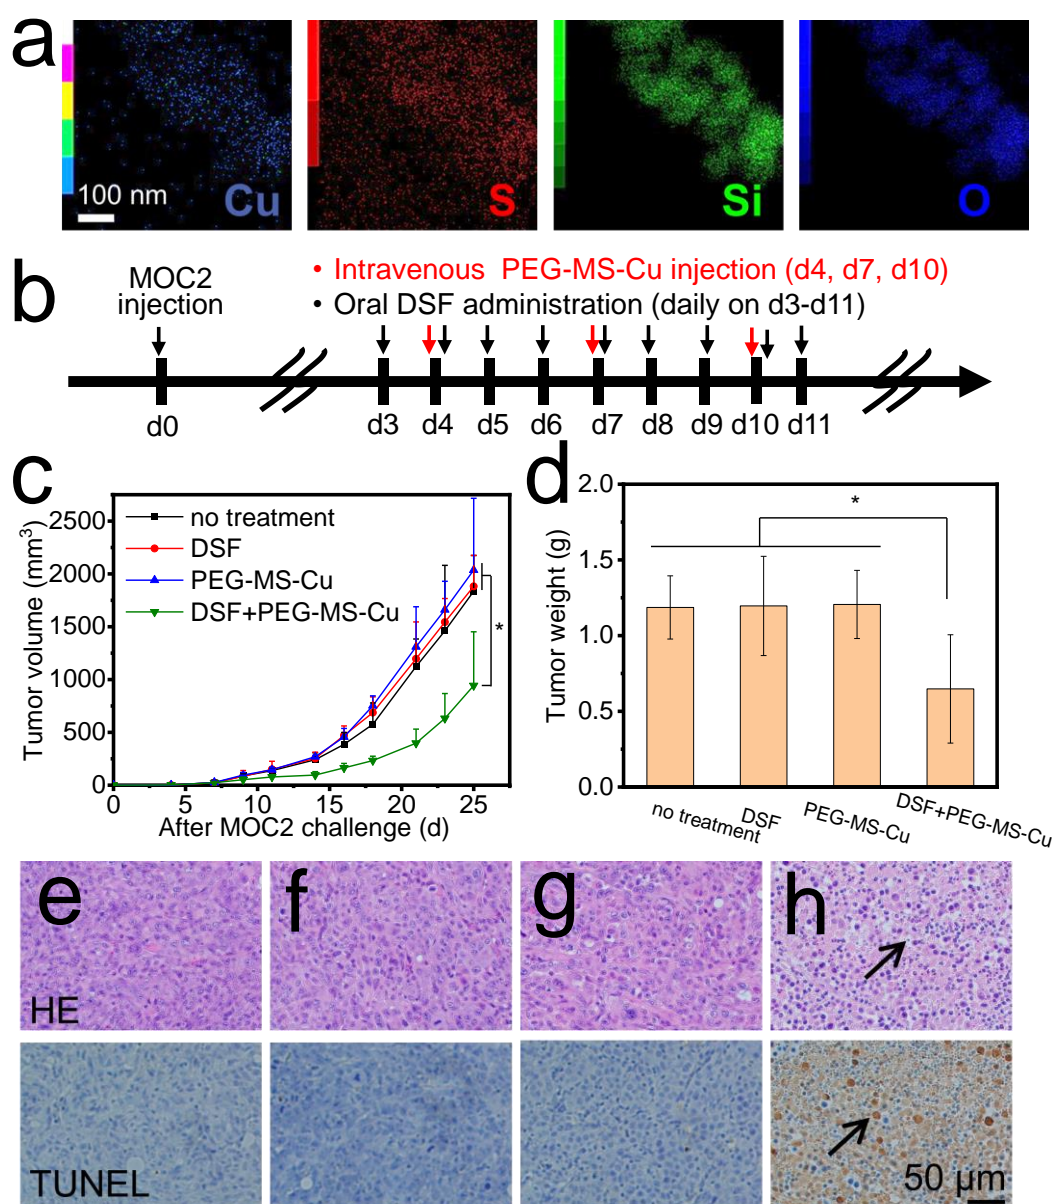 a
100 nm
Cu
S
Si
O
b
MOC2
injection
• Intravenous PEG-MS-Cu injection (d4, d7, d10)
• Oral DSF administration (daily on d3-d11)
d0
d3
d4
d5
d6
d7
d8
d9
d10
d11
c
Tumor volume (mm³)
2500
2000
1500
1000
500
0
no treatment
DSF
PEG-MS-Cu
DSF+PEG-MS-Cu
*
0
5
10
15
20
25
After MOC2 challenge (d)
d
Tumor weight (g)
2.0
1.5
1.0
0.5
0.0
*
no treatment
DSF
PEG-MS-Cu
DSF+PEG-MS-Cu
e
f
g
h
HE
TUNEL
50 μm